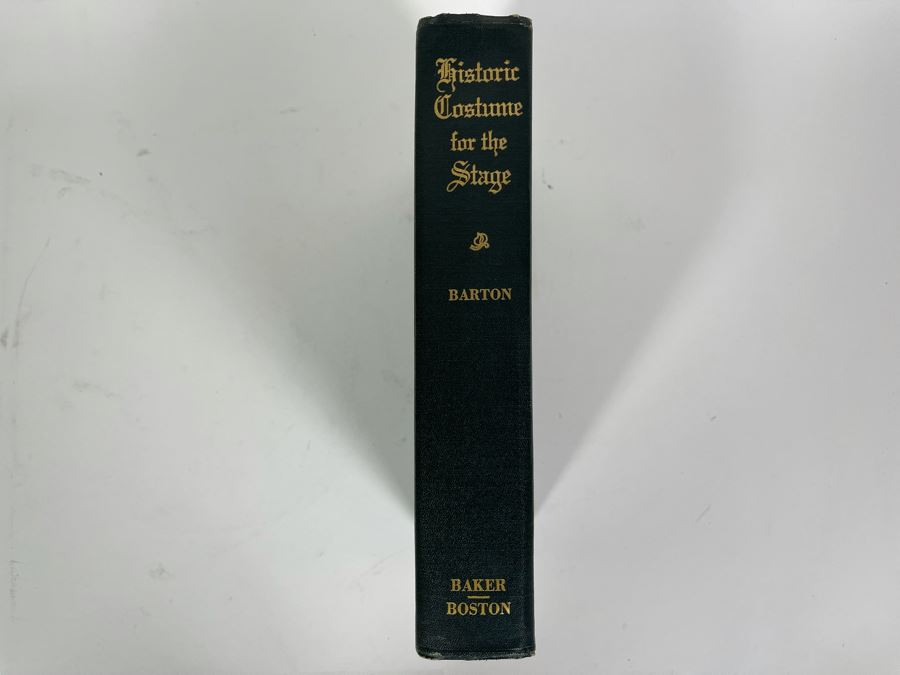 Historic
Costume
for the
Stage
BARTON
BAKER
BOSTON